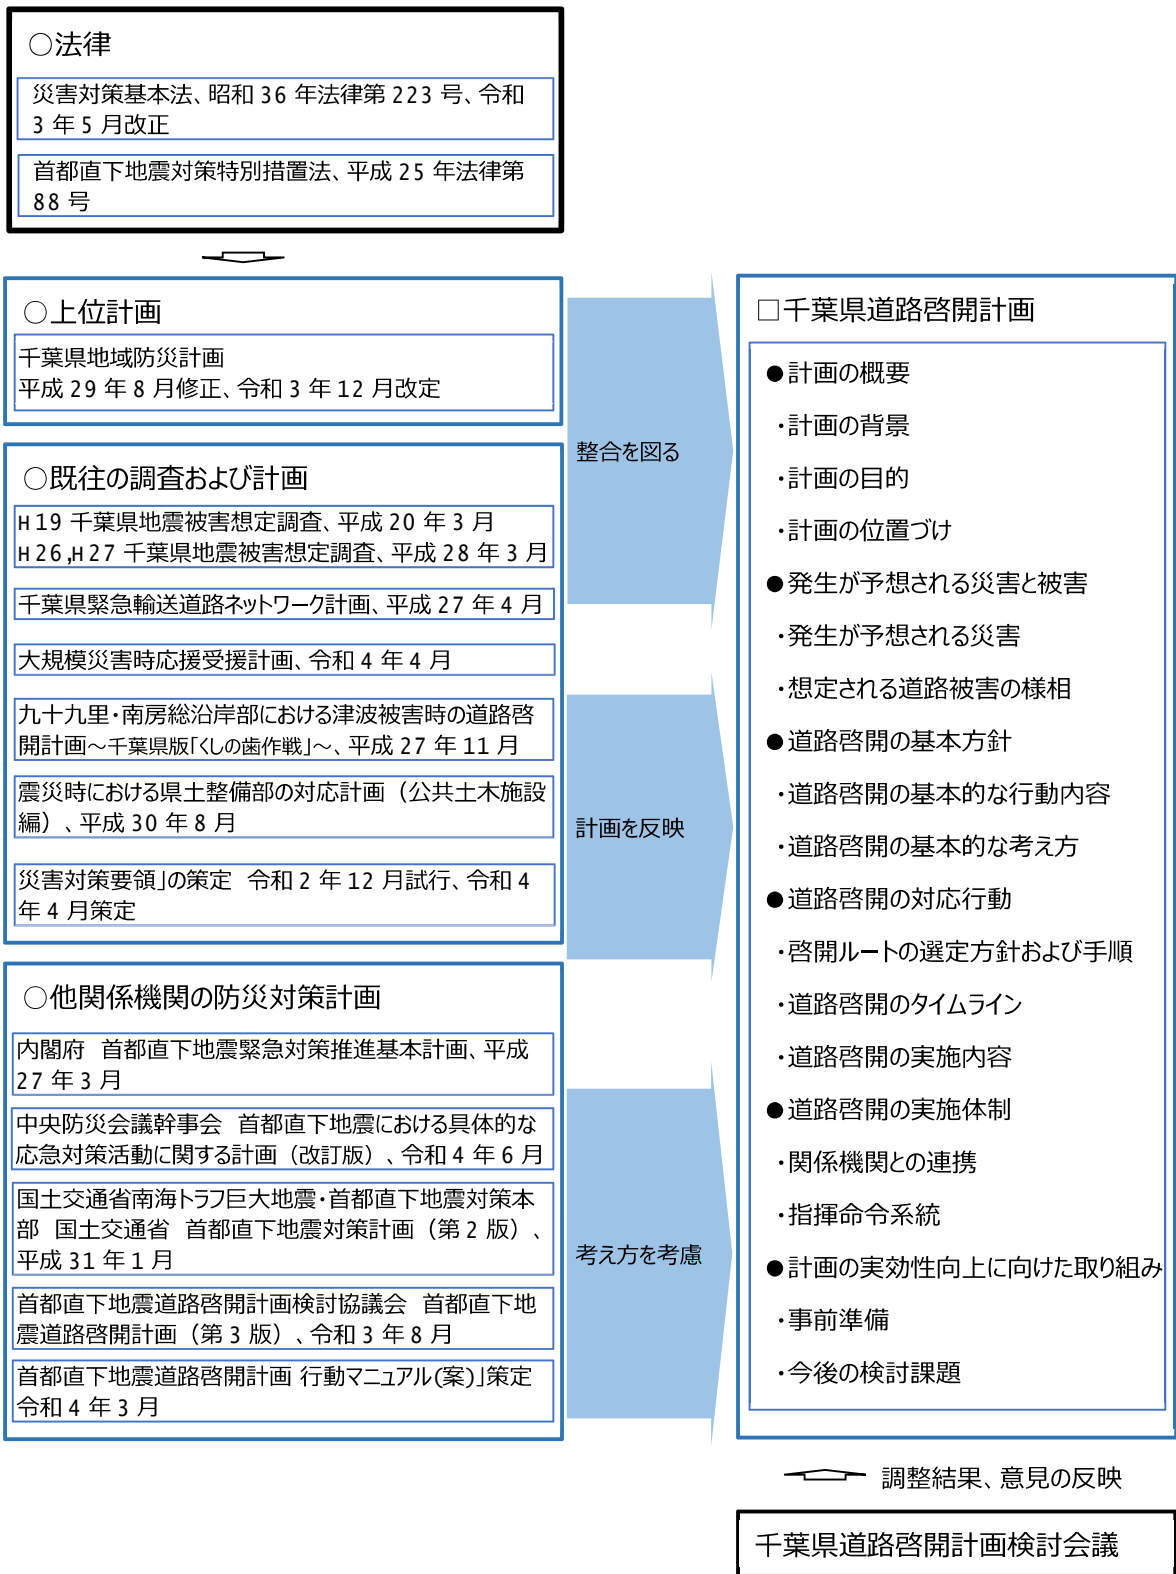 ○法律
災害対策基本法、昭和 36 年法律第 223 号、令和
3 年 5 月改正
首都直下地震対策特別措置法、平成 25 年法律第
88 号
○上位計画
千葉県地域防災計画
平成 29 年 8 月修正、令和 3 年 12 月改定
○既往の調査および計画
H19 千葉県地震被害想定調査、平成 20 年 3 月
H26,H27 千葉県地震被害想定調査、平成 28 年 3 月
千葉県緊急輸送道路ネットワーク計画、平成 27 年 4 月
大規模災害時応援受援計画、令和 4 年 4 月
九十九里・南房総沿岸部における津波被害時の道路啓
開計画～千葉県版「くしの歯作戦」～、平成 27 年 11 月
震災時における県土整備部の対応計画（公共土木施設
編）、平成 30 年 8 月
災害対策要領」の策定　令和 2 年 12 月試行、令和 4
年 4 月策定
○他関係機関の防災対策計画
内閣府　首都直下地震緊急対策推進基本計画、平成
27 年 3 月
中央防災会議幹事会　首都直下地震における具体的な
応急対策活動に関する計画（改訂版）、令和 4 年 6 月
国土交通省南海トラフ巨大地震・首都直下地震対策本
部　国土交通省　首都直下地震対策計画（第 2 版）、
平成 31 年 1 月
首都直下地震道路啓開計画検討協議会　首都直下地
震道路啓開計画（第 3 版）、令和 3 年 8 月
首都直下地震道路啓開計画 行動マニュアル(案)」策定
令和 4 年 3 月
整合を図る
計画を反映
考え方を考慮
□千葉県道路啓開計画
●計画の概要
・計画の背景
・計画の目的
・計画の位置づけ
●発生が予想される災害と被害
・発生が予想される災害
・想定される道路被害の様相
●道路啓開の基本方針
・道路啓開の基本的な行動内容
・道路啓開の基本的な考え方
●道路啓開の対応行動
・啓開ルートの選定方針および手順
・道路啓開のタイムライン
・道路啓開の実施内容
●道路啓開の実施体制
・関係機関との連携
・指揮命令系統
●計画の実効性向上に向けた取り組み
・事前準備
・今後の検討課題
調整結果、意見の反映
千葉県道路啓開計画検討会議